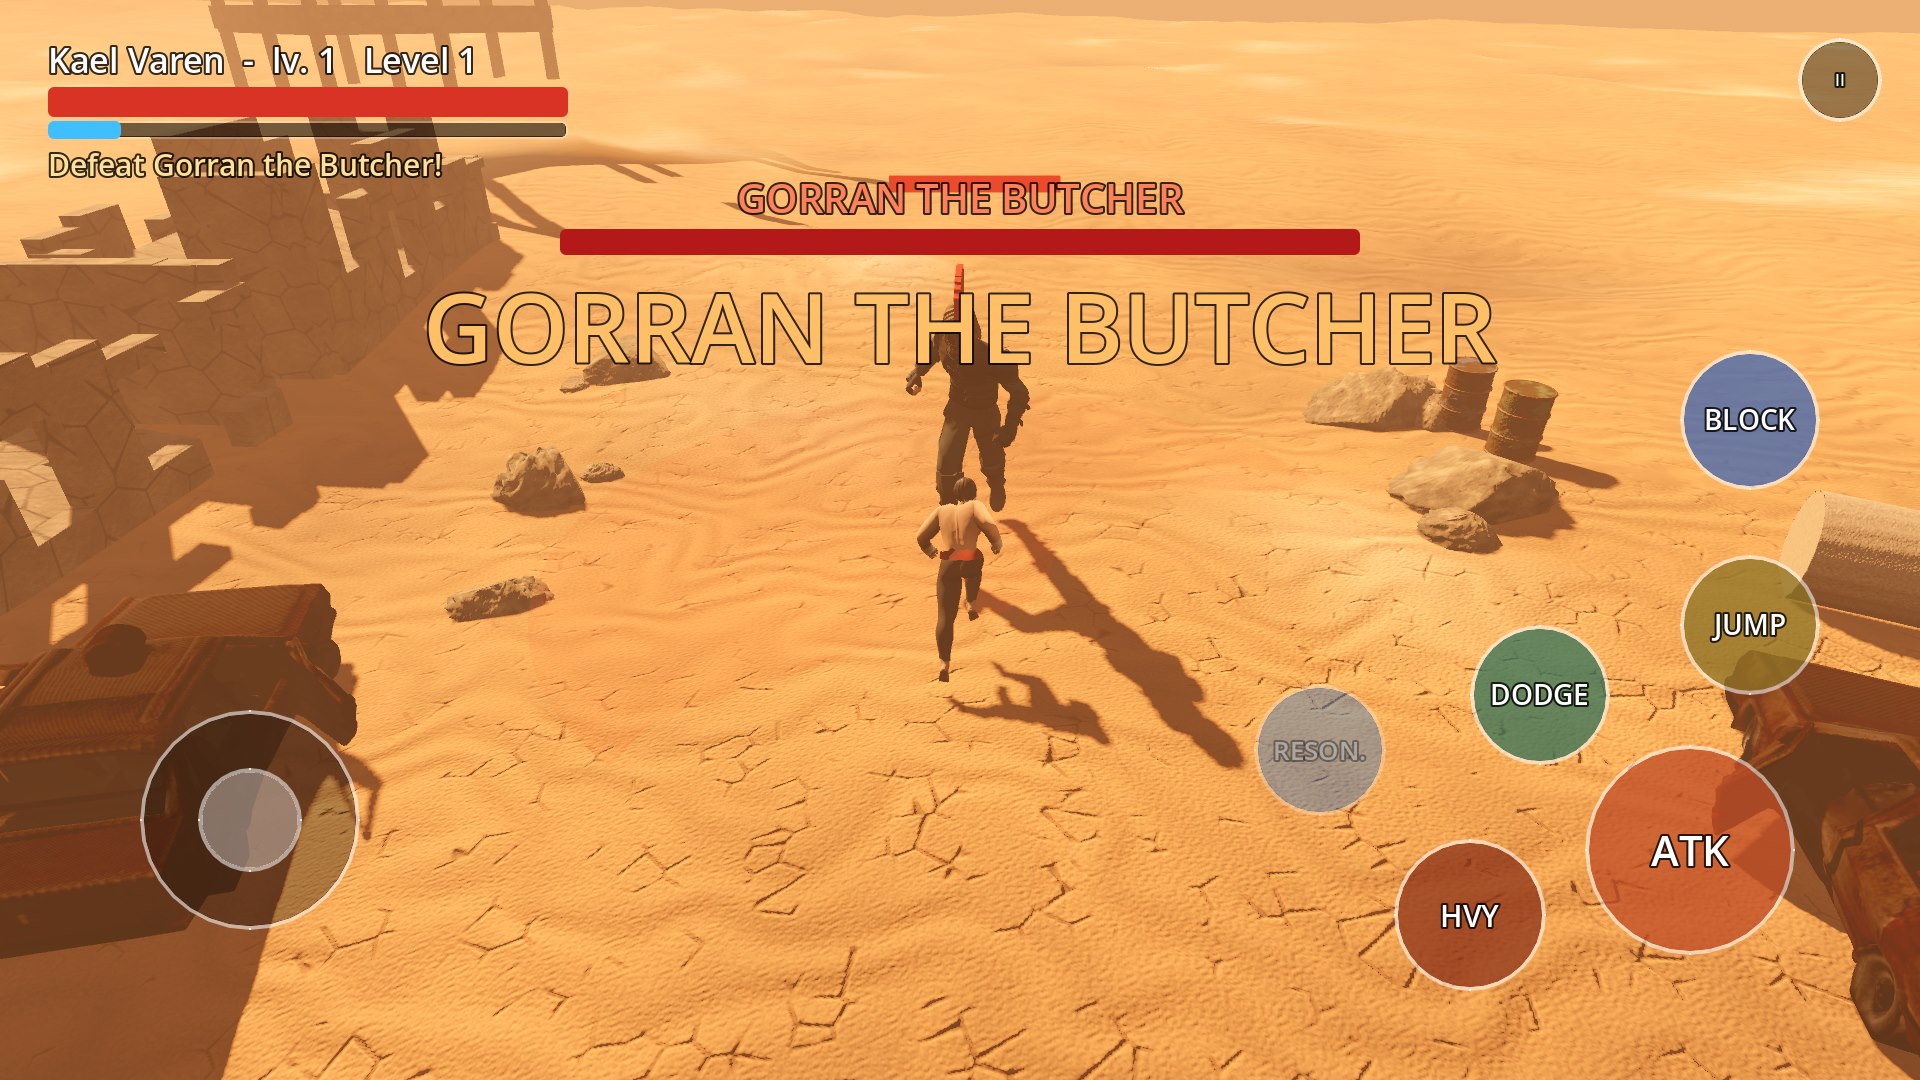 Kael Varen - lv. 1 Level 1
II
Defeat Gorran the Butcher!
GORRAN THE BUTCHER
GORRAN THE BUTCHER
BLOCK
JUMP
DODGE
RESON.
ATK
HVY